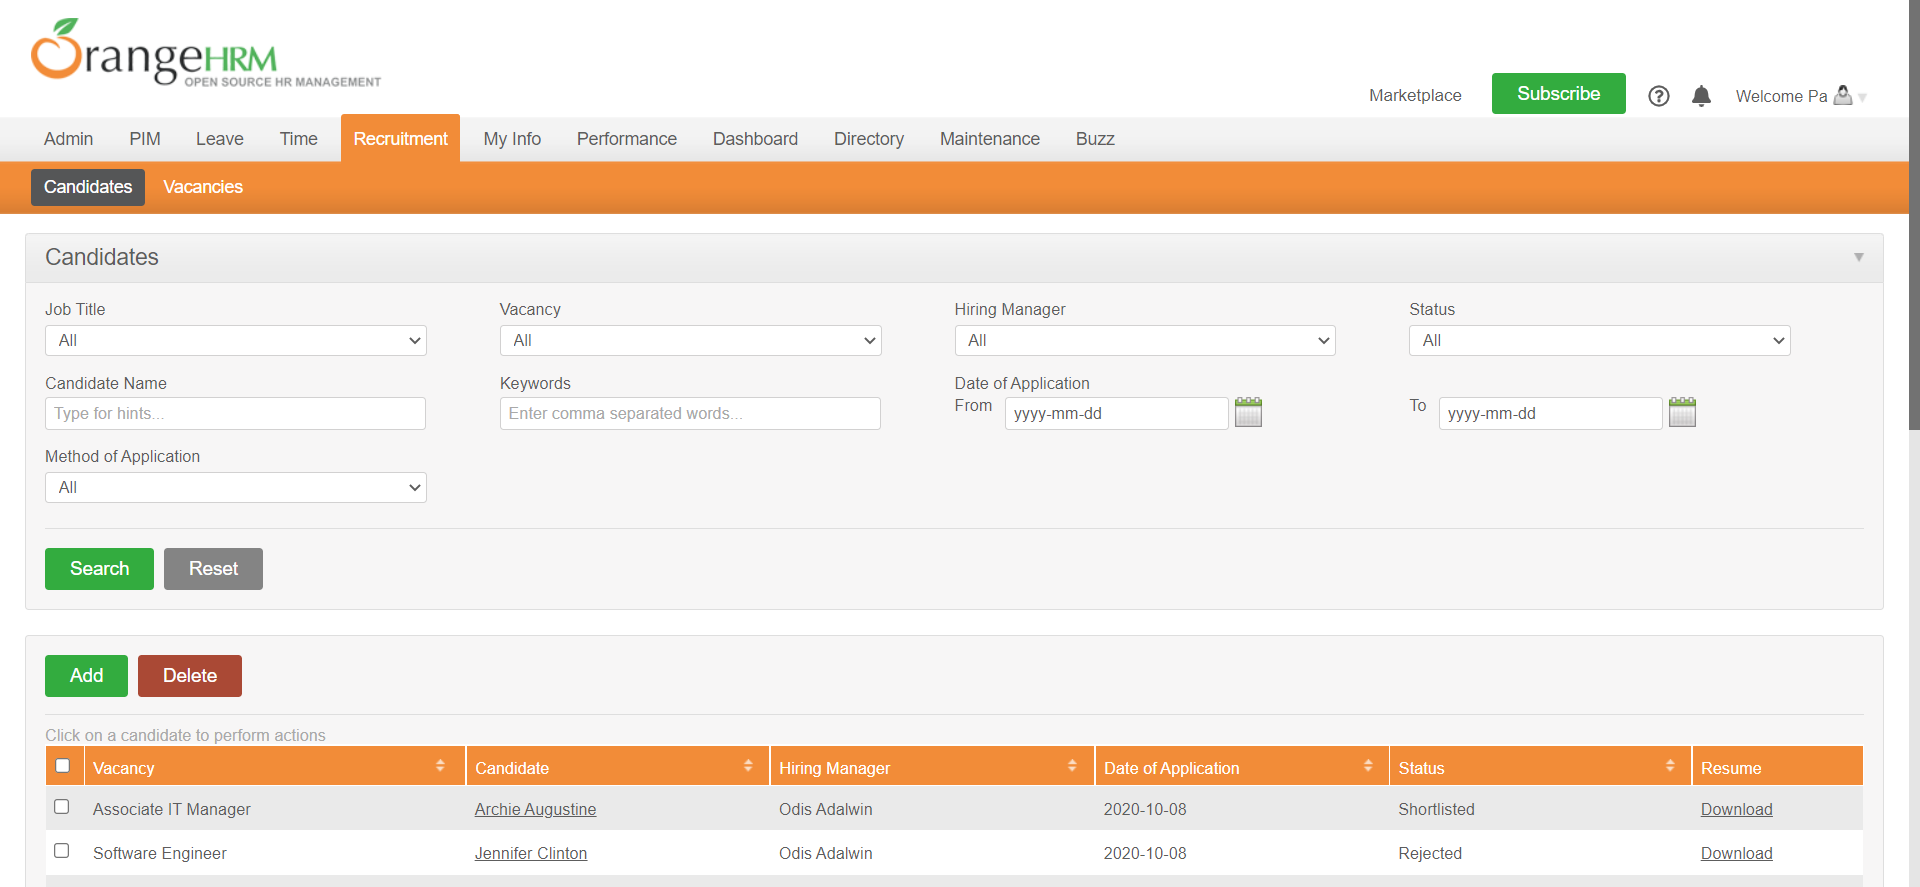 OrangeHRM
OPEN SOURCE HR MANAGEMENT
Marketplace Subscribe Welcome Pa
Admin PIM Leave Time Recruitment My Info Performance Dashboard Directory Maintenance Buzz
Candidates Vacancies
Candidates
Job Title Vacancy Hiring Manager Status
All All All All
Candidate Name Keywords Date of Application
Type for hints... Enter comma separated words... From yyyy-mm-dd To yyyy-mm-dd
Method of Application
All
Search Reset
Add Delete
Click on a candidate to perform actions
Vacancy Candidate Hiring Manager Date of Application Status Resume
Associate IT Manager Archie Augustine Odis Adalwin 2020-10-08 Shortlisted Download
Software Engineer Jennifer Clinton Odis Adalwin 2020-10-08 Rejected Download